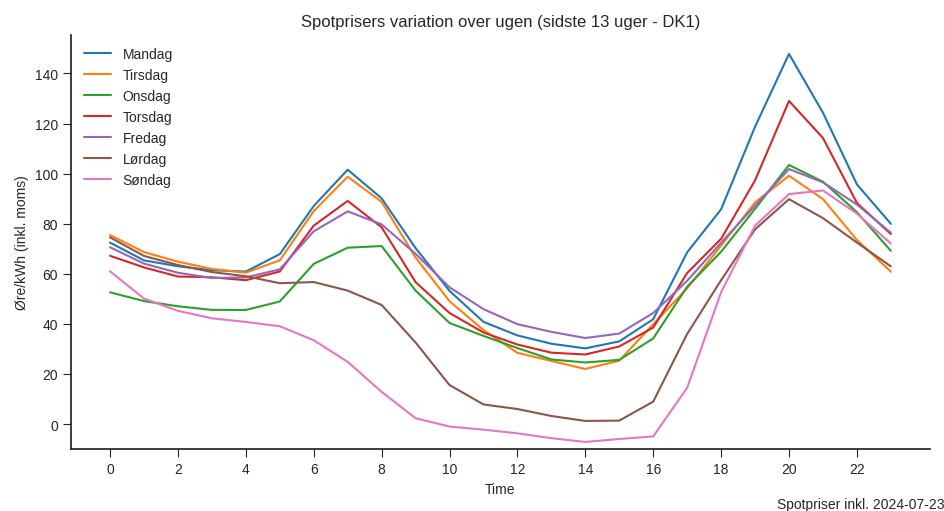 Spotprisers variation over ugen (sidste 13 uger - DK1)
Mandag
Tirsdag
Onsdag
Torsdag
Fredag
Lørdag
Søndag
Øre/kWh (inkl. moms)
140
120
100
80
60
40
20
0
0 2 4 6 8 10 12 14 16 18 20 22
Time
Spotpriser inkl. 2024-07-23